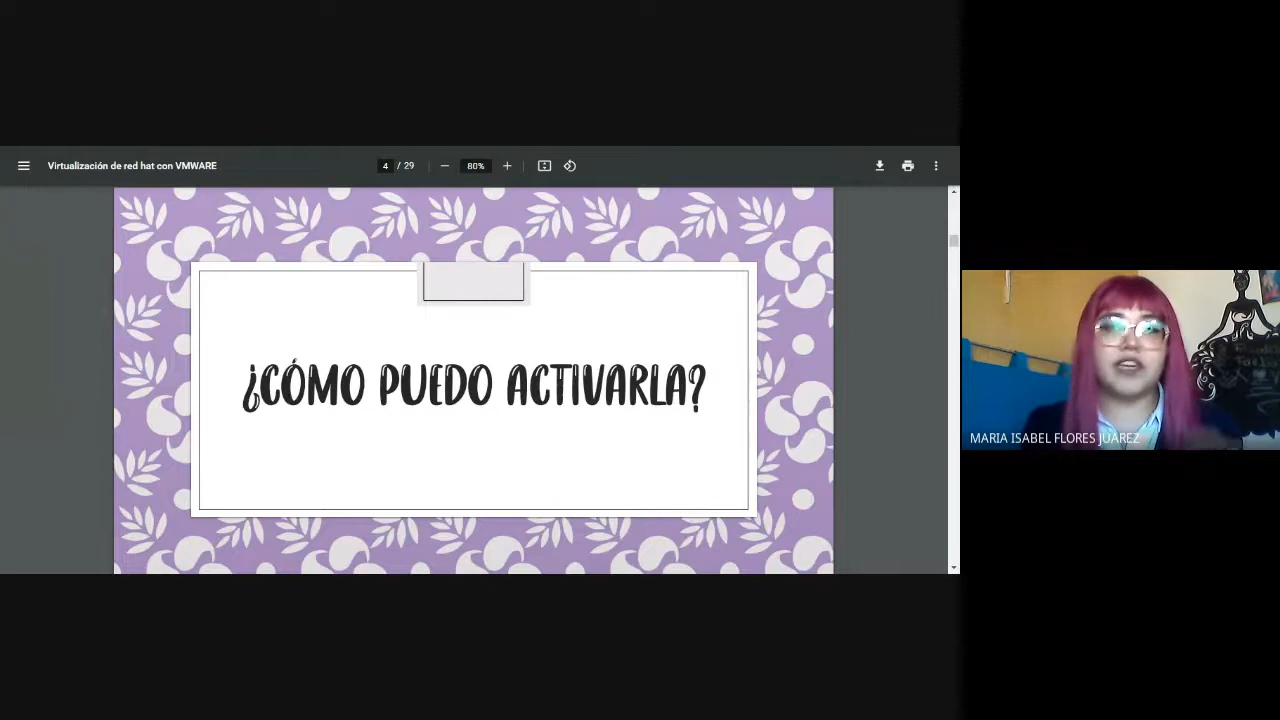 Virtualización de red hat con VMWARE
4 / 29
80%
¿CÓMO PUEDO ACTIVARLA?
MARIA ISABEL FLORES JUAREZ